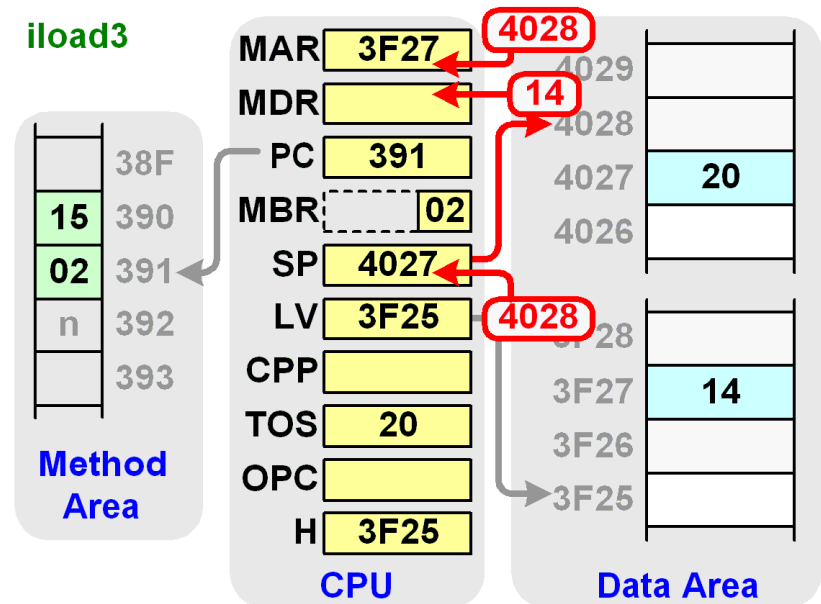 iload3
38F
15 390
02 391
n 392
393
Method
Area
MAR 3F27
4028
MDR
14
PC 391
MBR 02
SP 4027
LV 3F25
4028
CPP
TOS 20
OPC
H 3F25
CPU
4029
4028
4027 20
4026
3F28
3F27 14
3F26
3F25
Data Area